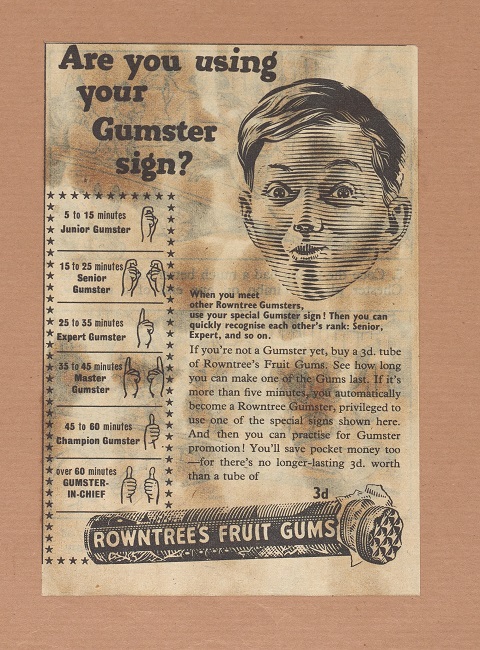 Are you using
your
Gumster
sign?
5 to 15 minutes
Junior Gumster
15 to 25 minutes
Senior
Gumster
25 to 35 minutes
Expert Gumster
35 to 45 minutes
Master
Gumster
45 to 60 minutes
Champion Gumster
over 60 minutes
GUMSTER-
IN-CHIEF
When you meet
other Rowntree Gumsters,
use your special Gumster sign! Then you can
quickly recognise each other's rank: Senior,
Expert, and so on.
If you're not a Gumster yet, buy a 3d. tube
of Rowntree's Fruit Gums. See how long
you can make one of the Gums last. If it's
more than five minutes, you automatically
become a Rowntree Gumster, privileged to
use one of the special signs shown here.
And then you can practise for Gumster
promotion! You'll save pocket money too
—for there's no longer-lasting 3d. worth
than a tube of
3d
ROWNTREE'S FRUIT GUMS